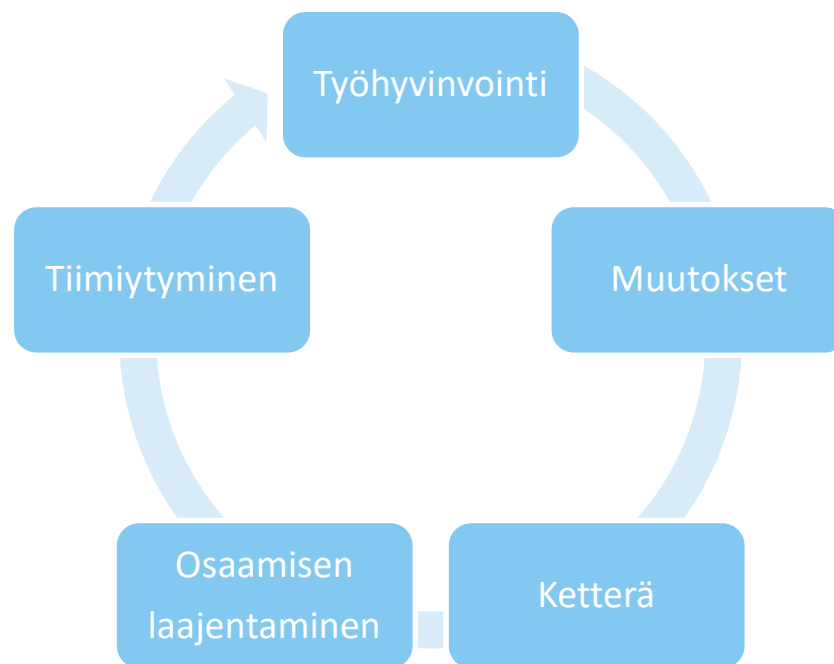 Työhyvinvointi
Tiimiytyminen
Muutokset
Osaamisen
laajentaminen
Ketterä